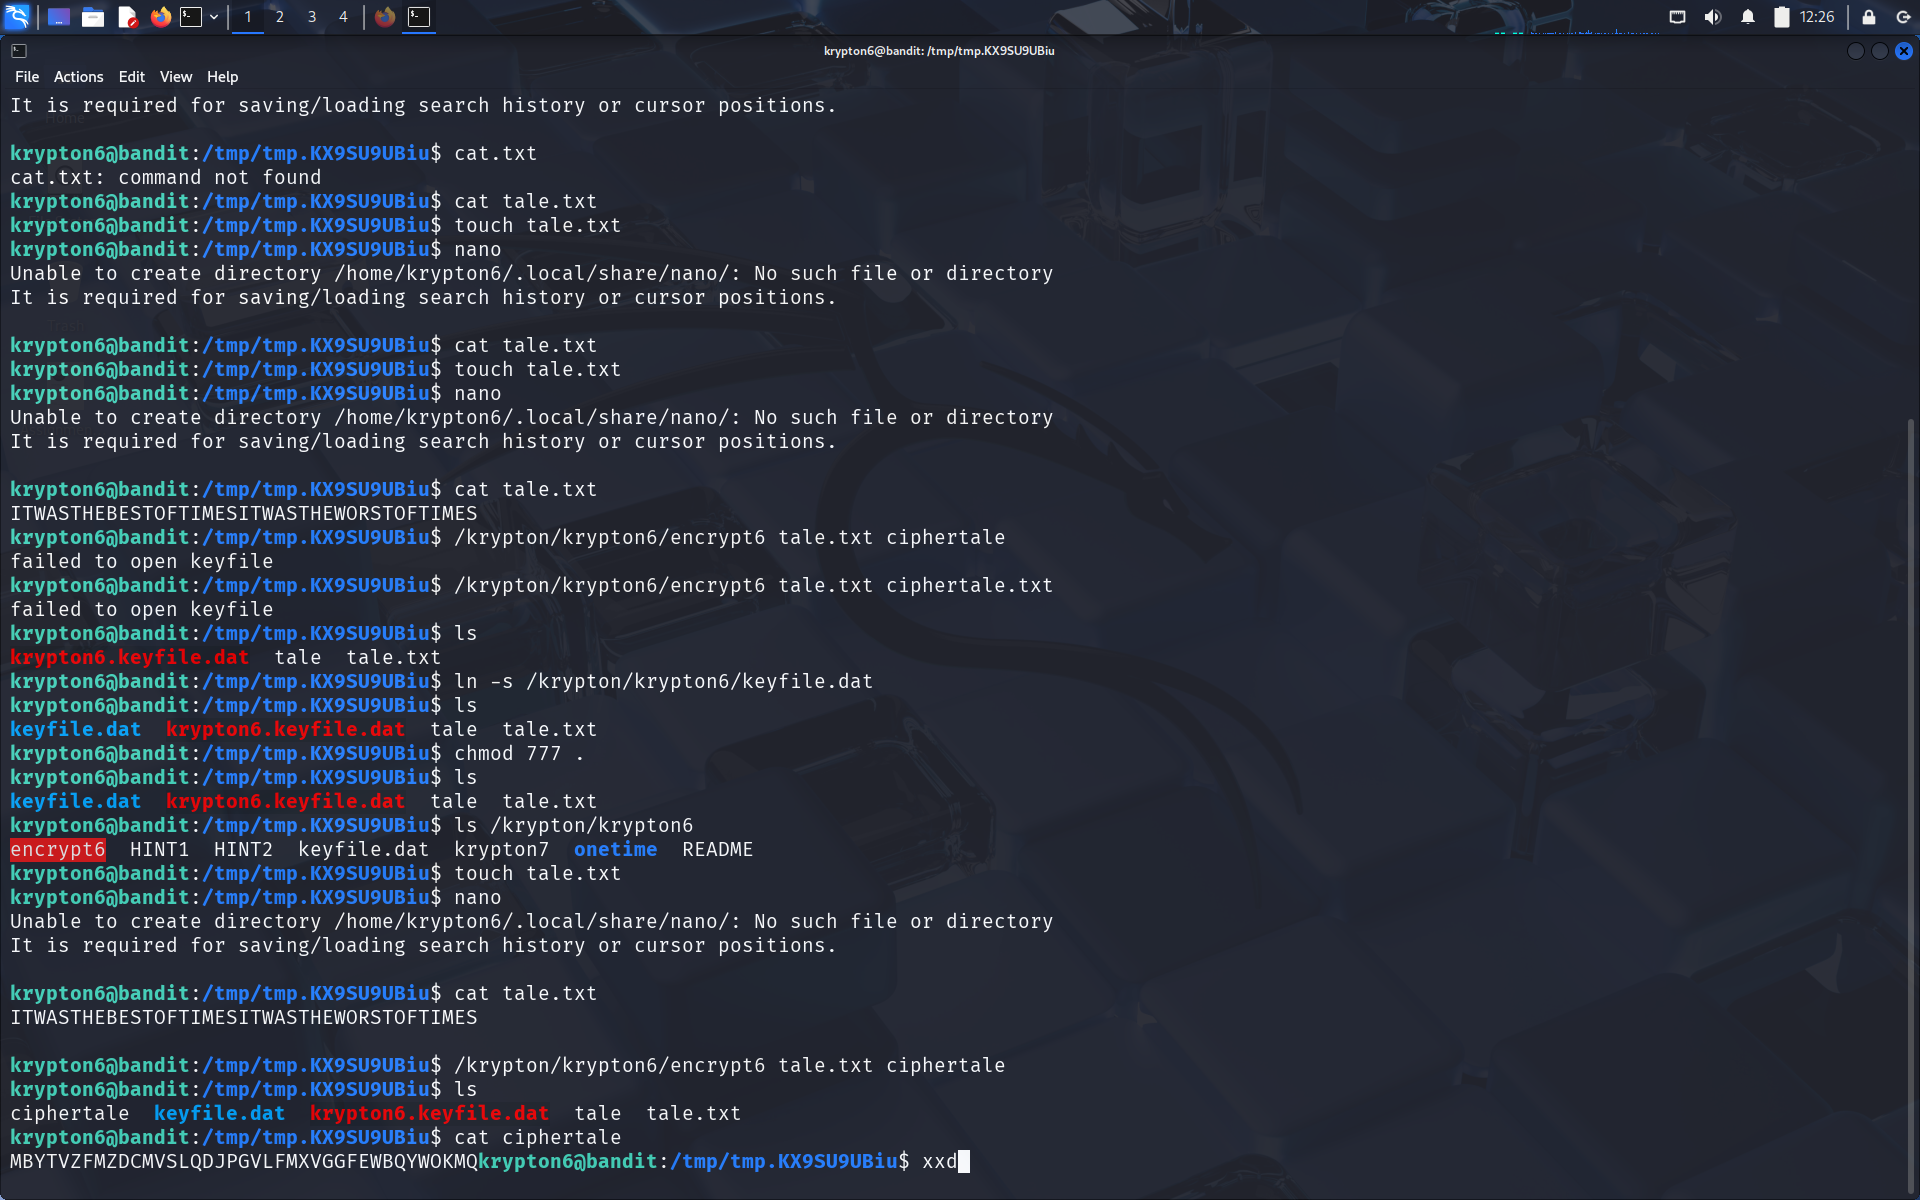 1 2 3 4 12:26
krypton6@bandit: /tmp/tmp.KX9SU9UBiu
File Actions Edit View Help
It is required for saving/loading search history or cursor positions.
Home
krypton6@bandit:/tmp/tmp.KX9SU9UBiu$ cat.txt
cat.txt: command not found
krypton6@bandit:/tmp/tmp.KX9SU9UBiu$ cat tale.txt
krypton6@bandit:/tmp/tmp.KX9SU9UBiu$ touch tale.txt
krypton6@bandit:/tmp/tmp.KX9SU9UBiu$ nano
Unable to create directory /home/krypton6/.local/share/nano/: No such file or directory
It is required for saving/loading search history or cursor positions.
krypton6@bandit:/tmp/tmp.KX9SU9UBiu$ cat tale.txt
krypton6@bandit:/tmp/tmp.KX9SU9UBiu$ touch tale.txt
krypton6@bandit:/tmp/tmp.KX9SU9UBiu$ nano
Unable to create directory /home/krypton6/.local/share/nano/: No such file or directory
It is required for saving/loading search history or cursor positions.
krypton6@bandit:/tmp/tmp.KX9SU9UBiu$ cat tale.txt
ITWASTHEBESTOFTIMESITWASTHEWORSTOFTIMES
krypton6@bandit:/tmp/tmp.KX9SU9UBiu$ /krypton/krypton6/encrypt6 tale.txt ciphertale
failed to open keyfile
krypton6@bandit:/tmp/tmp.KX9SU9UBiu$ /krypton/krypton6/encrypt6 tale.txt ciphertale.txt
failed to open keyfile
krypton6@bandit:/tmp/tmp.KX9SU9UBiu$ ls
krypton6.keyfile.dat tale tale.txt
krypton6@bandit:/tmp/tmp.KX9SU9UBiu$ ln -s /krypton/krypton6/keyfile.dat
krypton6@bandit:/tmp/tmp.KX9SU9UBiu$ ls
keyfile.dat krypton6.keyfile.dat tale tale.txt
krypton6@bandit:/tmp/tmp.KX9SU9UBiu$ chmod 777 .
krypton6@bandit:/tmp/tmp.KX9SU9UBiu$ ls
keyfile.dat krypton6.keyfile.dat tale tale.txt
krypton6@bandit:/tmp/tmp.KX9SU9UBiu$ ls /krypton/krypton6
encrypt6 HINT1 HINT2 keyfile.dat krypton7 onetime README
krypton6@bandit:/tmp/tmp.KX9SU9UBiu$ touch tale.txt
krypton6@bandit:/tmp/tmp.KX9SU9UBiu$ nano
Unable to create directory /home/krypton6/.local/share/nano/: No such file or directory
It is required for saving/loading search history or cursor positions.
krypton6@bandit:/tmp/tmp.KX9SU9UBiu$ cat tale.txt
ITWASTHEBESTOFTIMESITWASTHEWORSTOFTIMES
krypton6@bandit:/tmp/tmp.KX9SU9UBiu$ /krypton/krypton6/encrypt6 tale.txt ciphertale
krypton6@bandit:/tmp/tmp.KX9SU9UBiu$ ls
ciphertale keyfile.dat krypton6.keyfile.dat tale tale.txt
krypton6@bandit:/tmp/tmp.KX9SU9UBiu$ cat ciphertale
MBYTVZFMZDCMVSLQDJPGVLFMXVGGFEWBQYWOKMQkrypton6@bandit:/tmp/tmp.KX9SU9UBiu$ xxd